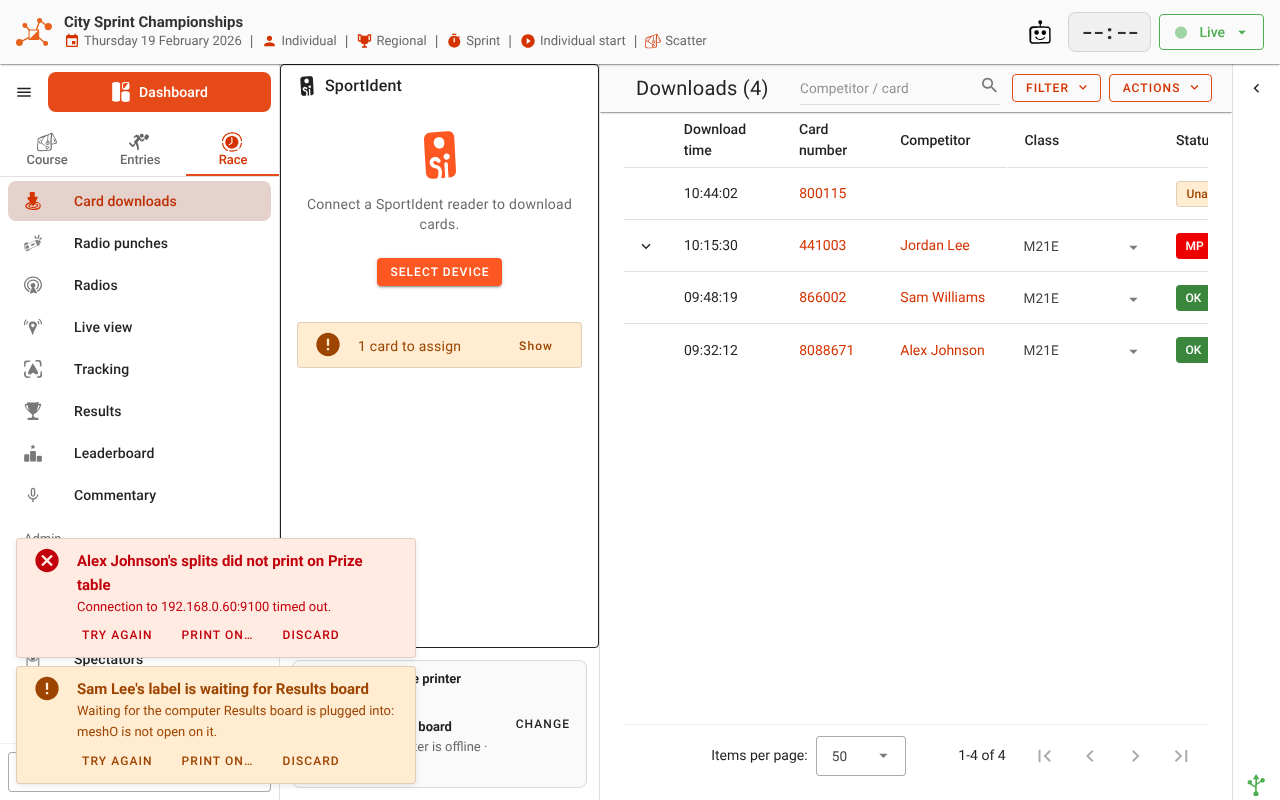 City Sprint Championships
Thursday 19 February 2026 | Individual | Regional | Sprint | Individual start | Scatter
--:--
Live
Dashboard
Course
Entries
Race
Card downloads
Radio punches
Radios
Live view
Tracking
Results
Leaderboard
Commentary
Admin
Spectators
SportIdent
si
Connect a SportIdent reader to download
cards.
SELECT DEVICE
1 card to assign
Show
Alex Johnson's splits did not print on Prize
table
Connection to 192.168.0.60:9100 timed out.
TRY AGAIN
PRINT ON…
DISCARD
Sam Lee's label is waiting for Results board
Waiting for the computer Results board is plugged into:
meshO is not open on it.
TRY AGAIN
PRINT ON…
DISCARD
printer
board
is offline ·
CHANGE
Downloads (4)
Competitor / card
FILTER
ACTIONS
Download
time
Card
number
Competitor
Class
Statu
10:44:02
800115
Una
10:15:30
441003
Jordan Lee
M21E
MP
09:48:19
866002
Sam Williams
M21E
OK
09:32:12
8088671
Alex Johnson
M21E
OK
Items per page:
50
1-4 of 4